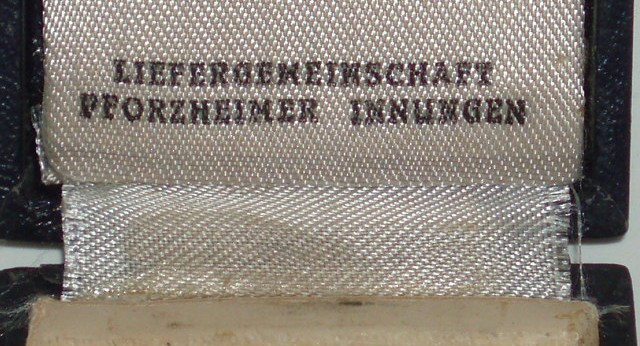 LIEFERGEMEINSCHAFT
PFORZHEIMER INNUNGEN